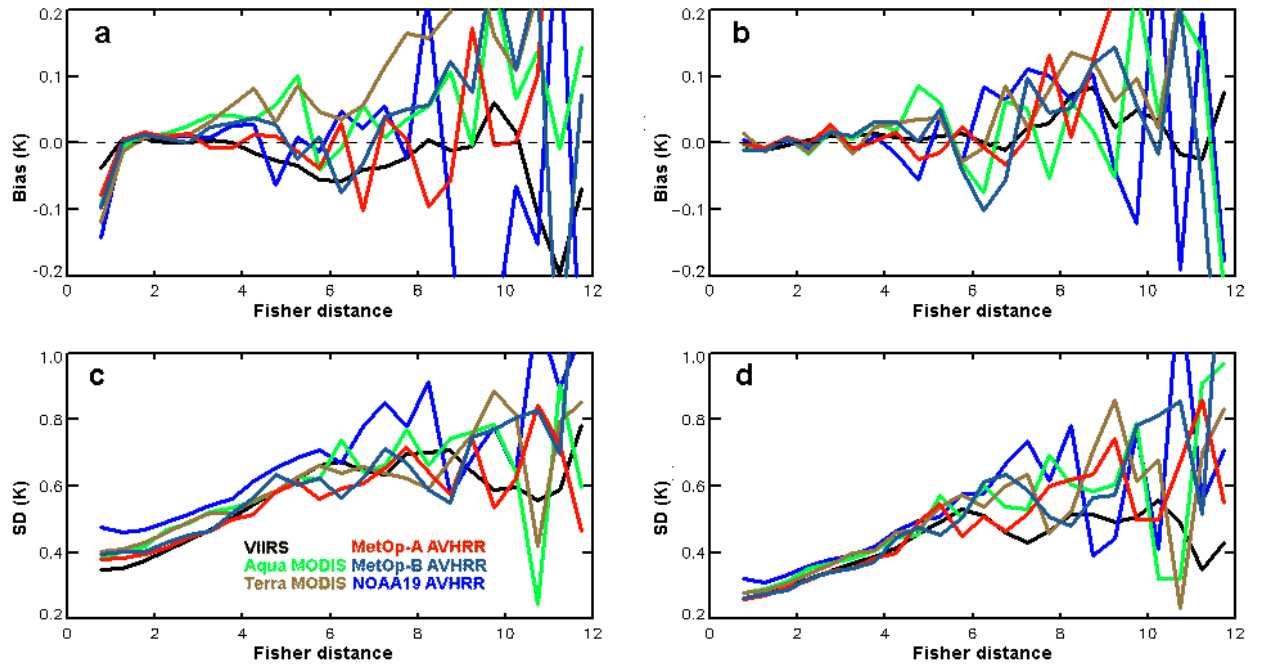 a
0.2
0.1
0.0
-0.1
-0.2
Bias (K)
0 2 4 6 8 10 12
Fisher distance
b
0.2
0.1
0.0
-0.1
-0.2
Bias (K)
0 2 4 6 8 10 12
Fisher distance
c
1.0
0.8
0.6
0.4
0.2
SD (K)
VIIRS MetOp-A AVHRR
Aqua MODIS MetOp-B AVHRR
Terra MODIS NOAA19 AVHRR
0 2 4 6 8 10 12
Fisher distance
d
1.0
0.8
0.6
0.4
0.2
SD (K)
0 2 4 6 8 10 12
Fisher distance